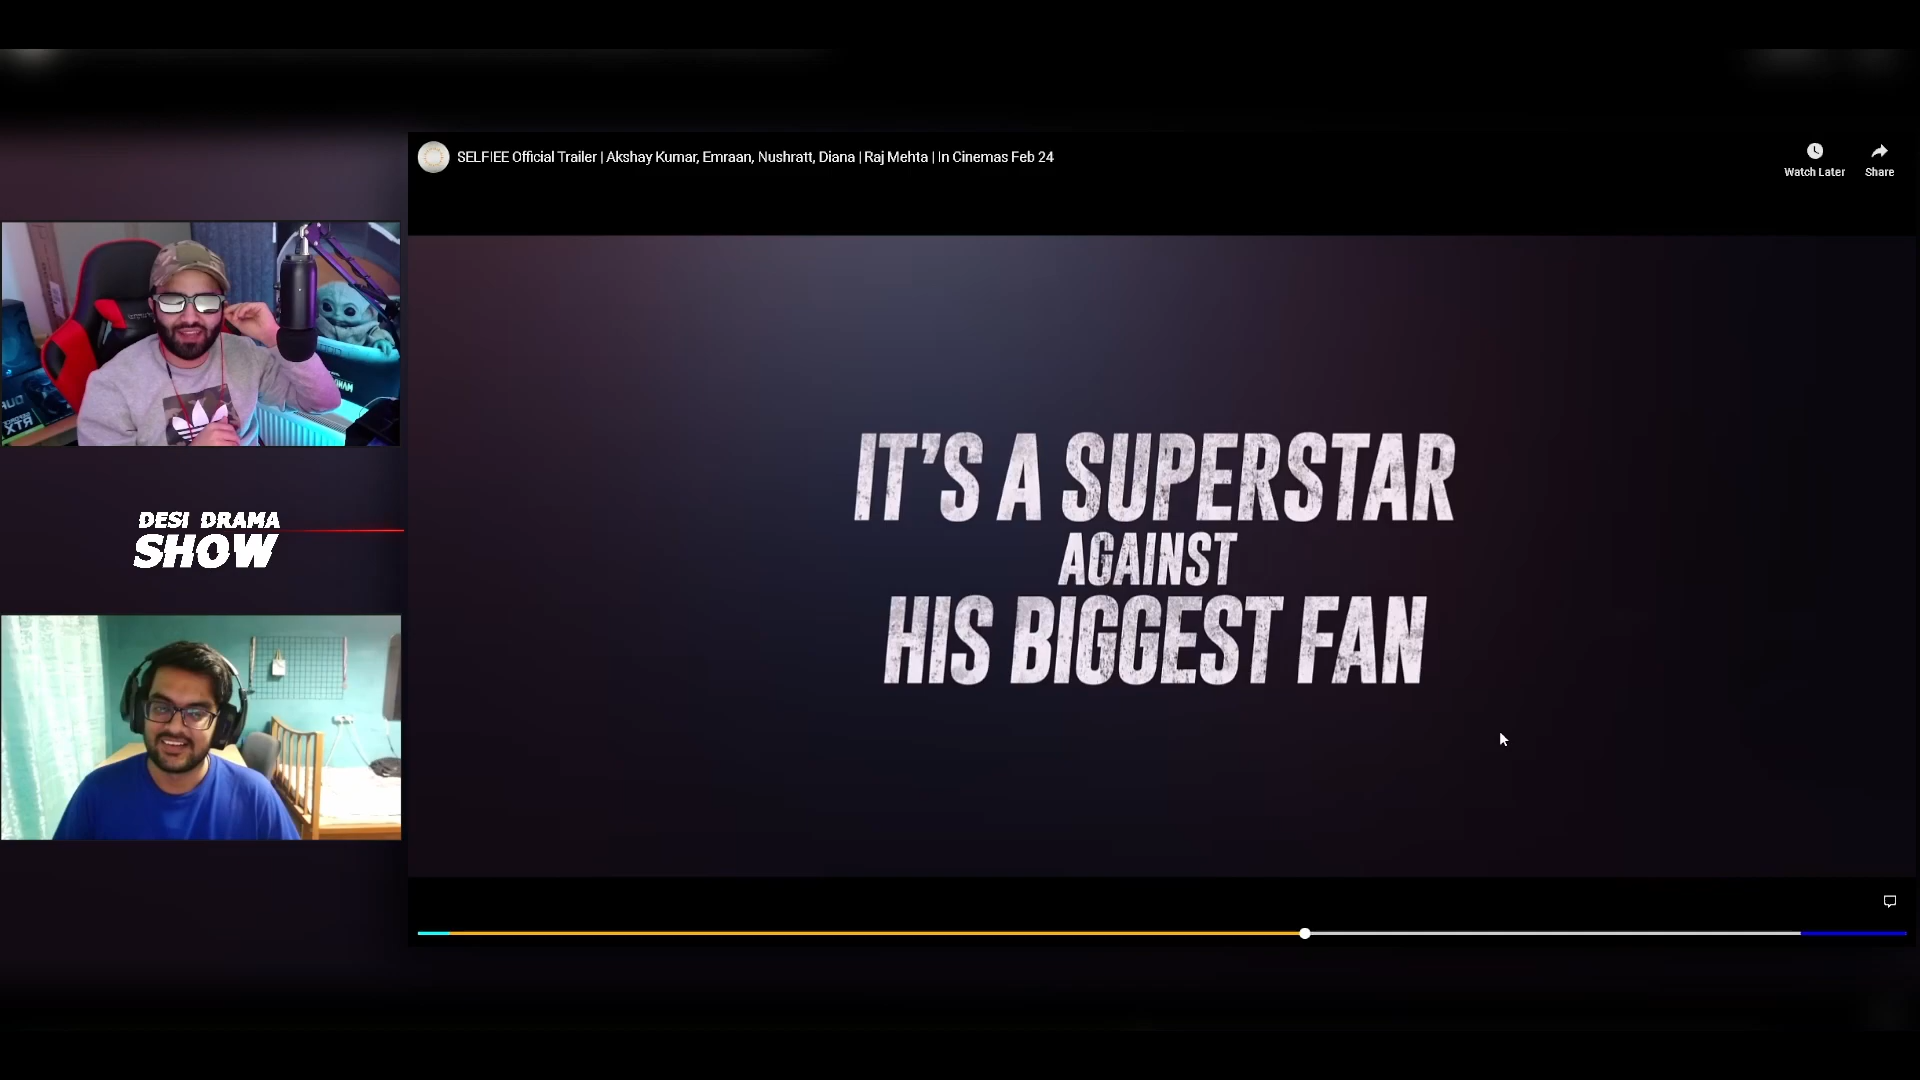 SELFIEE Official Trailer | Akshay Kumar, Emraan, Nushratt, Diana | Raj Mehta | In Cinemas Feb 24
Watch Later
Share
IT'S A SUPERSTAR
AGAINST
HIS BIGGEST FAN
DESI DRAMA
SHOW
RTX